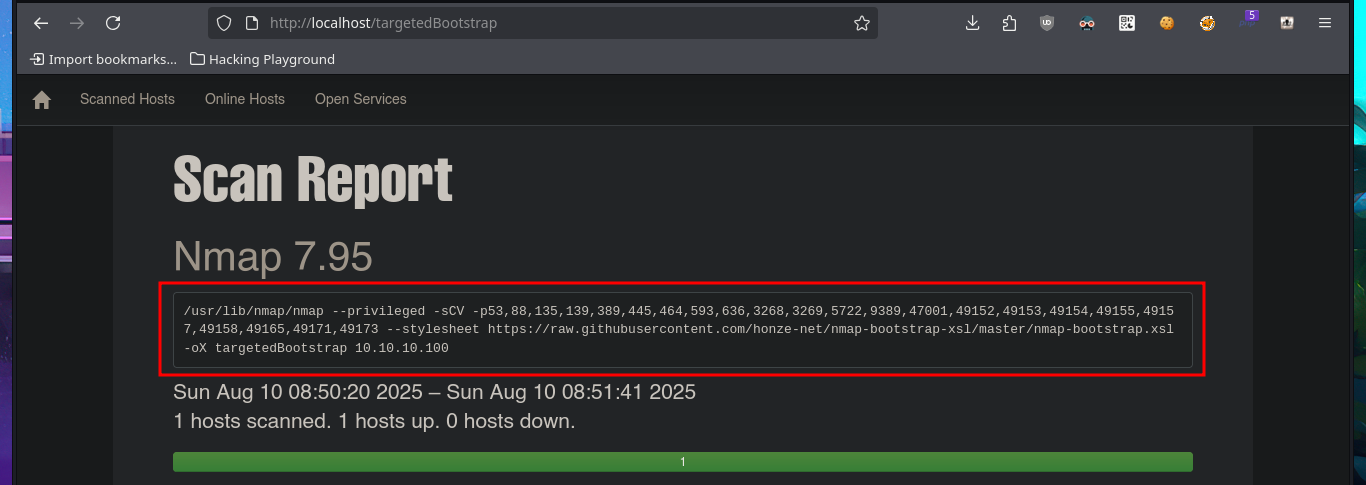 http://localhost/targetedBootstrap
5
Import bookmarks...
Hacking Playground
Scanned Hosts
Online Hosts
Open Services
Scan Report
Nmap 7.95
/usr/lib/nmap/nmap --privileged -sCV -p53,88,135,139,389,445,464,593,636,3268,3269,5722,9389,47001,49152,49153,49154,49155,4915
7,49158,49165,49171,49173 --stylesheet https://raw.githubusercontent.com/honze-net/nmap-bootstrap-xsl/master/nmap-bootstrap.xsl
-oX targetedBootstrap 10.10.10.100
Sun Aug 10 08:50:20 2025 – Sun Aug 10 08:51:41 2025
1 hosts scanned. 1 hosts up. 0 hosts down.
1